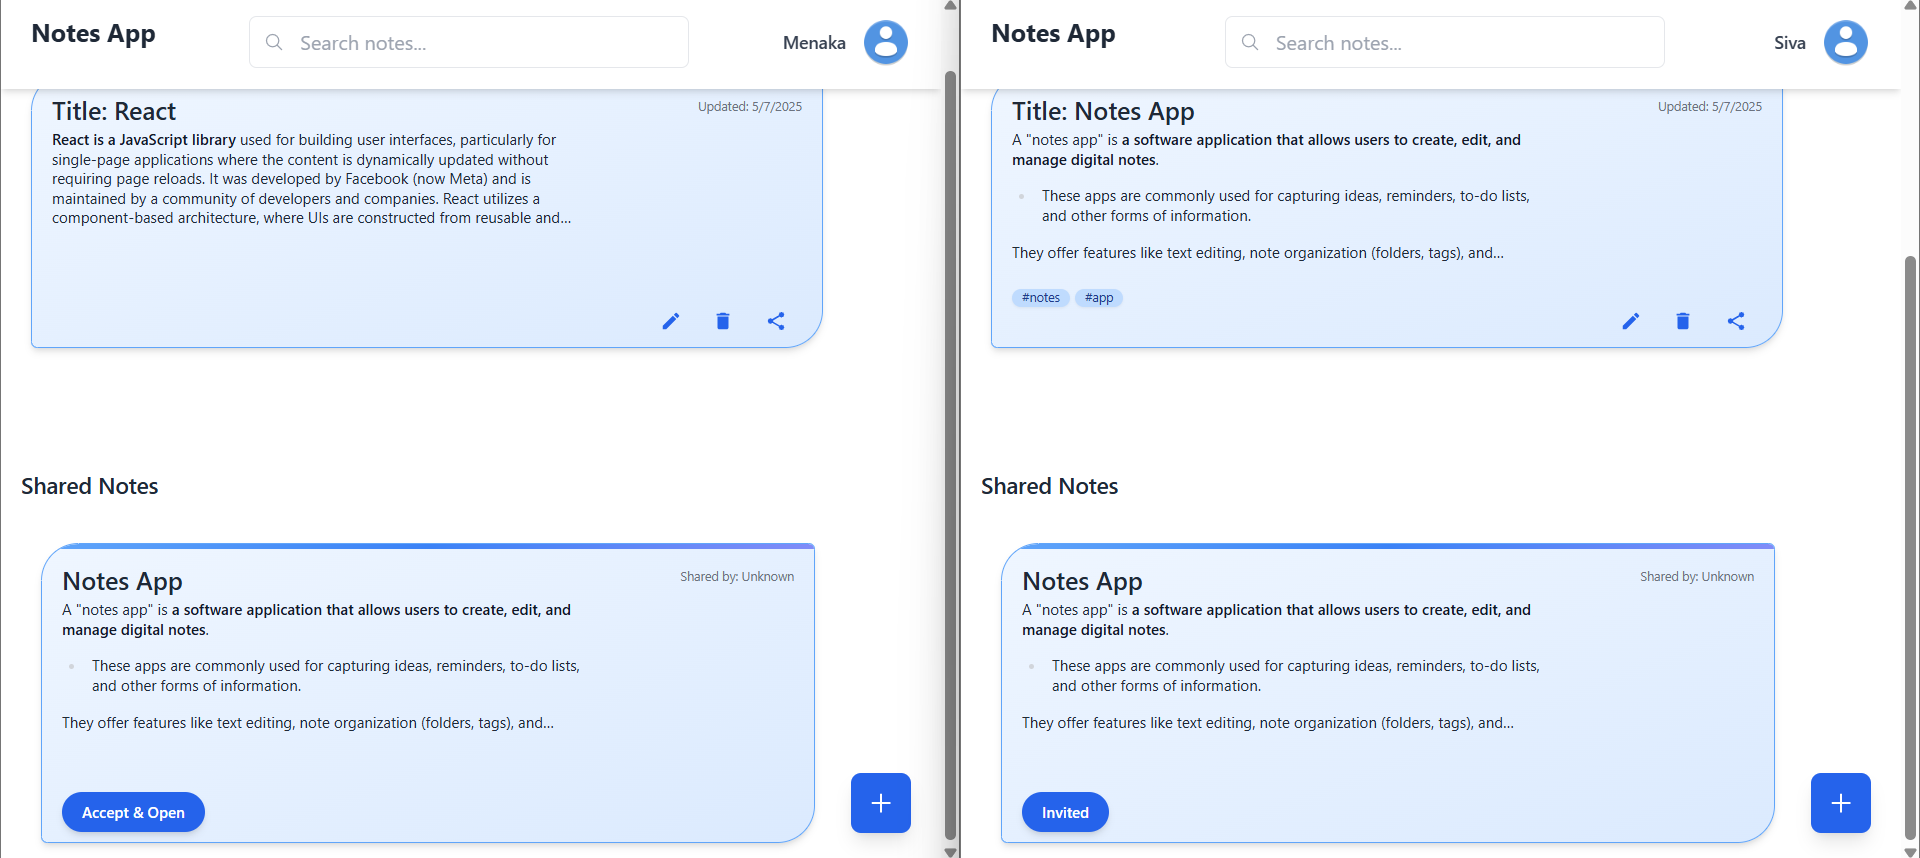 Notes App
Search notes...
Menaka
Title: React
Updated: 5/7/2025
React is a JavaScript library used for building user interfaces, particularly for
single-page applications where the content is dynamically updated without
requiring page reloads. It was developed by Facebook (now Meta) and is
maintained by a community of developers and companies. React utilizes a
component-based architecture, where UIs are constructed from reusable and...
Shared Notes
Notes App
Shared by: Unknown
A "notes app" is a software application that allows users to create, edit, and
manage digital notes.
These apps are commonly used for capturing ideas, reminders, to-do lists,
and other forms of information.
They offer features like text editing, note organization (folders, tags), and...
Accept & Open
Notes App
Search notes...
Siva
Title: Notes App
Updated: 5/7/2025
A "notes app" is a software application that allows users to create, edit, and
manage digital notes.
These apps are commonly used for capturing ideas, reminders, to-do lists,
and other forms of information.
They offer features like text editing, note organization (folders, tags), and...
#notes #app
Shared Notes
Notes App
Shared by: Unknown
A "notes app" is a software application that allows users to create, edit, and
manage digital notes.
These apps are commonly used for capturing ideas, reminders, to-do lists,
and other forms of information.
They offer features like text editing, note organization (folders, tags), and...
Invited